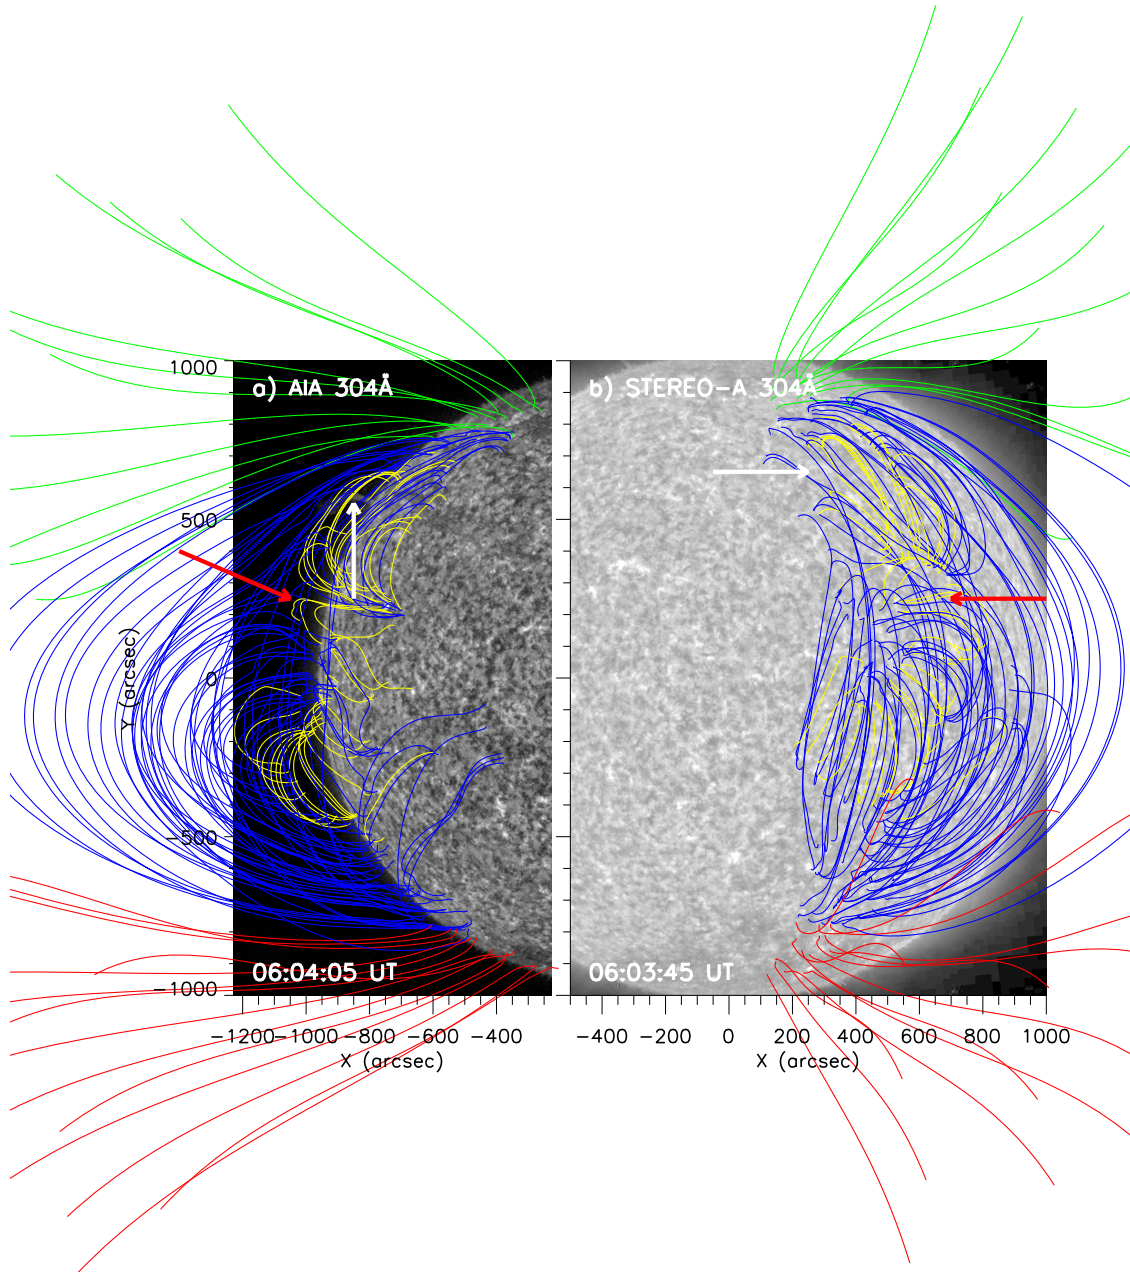 a) AIA 304Å
b) STEREO-A 304Å
1000
500
0
-500
-1000
Y (arcsec)
06:04:05 UT
06:03:45 UT
-1200 -1000 -800 -600 -400
-400 -200 0 200 400 600 800 1000
X (arcsec)
X (arcsec)